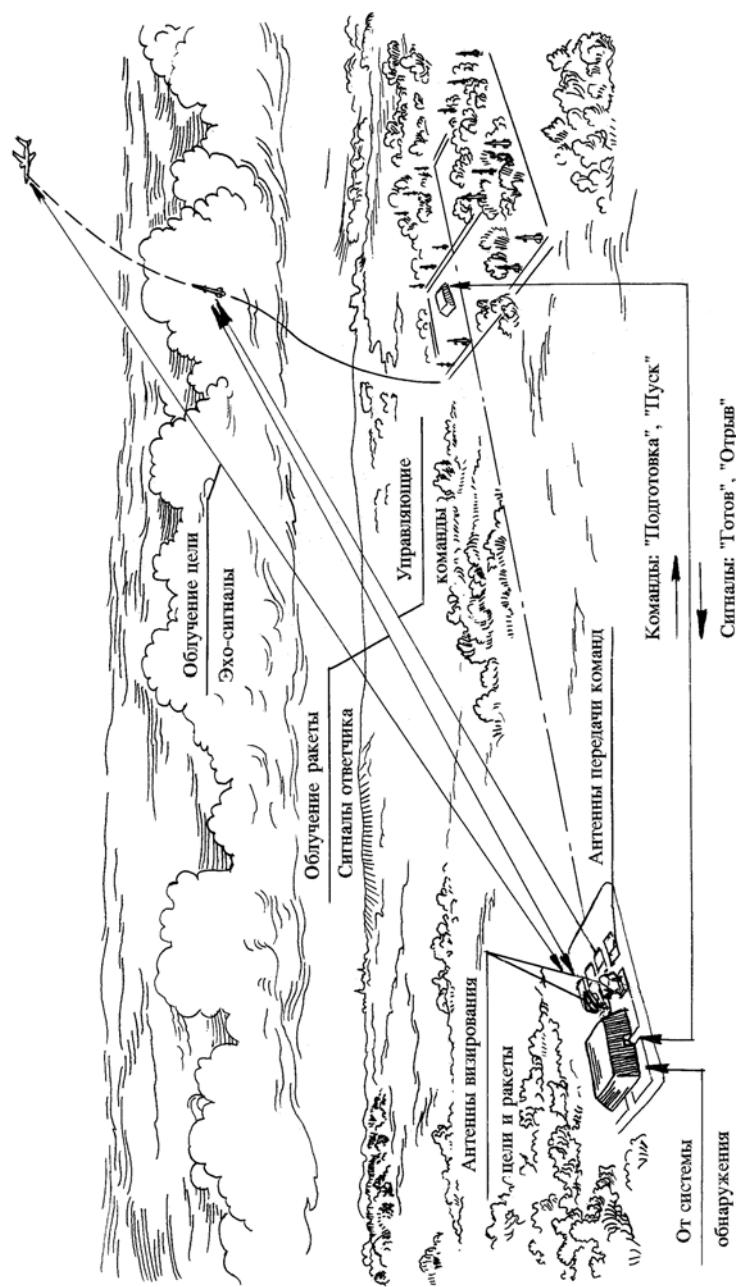 Облучение цели
Эхо-сигналы
Облучение ракеты
Сигналы ответчика
Управляющие
команды
Антенны визирования
цели и ракеты
Антенны передачи команд
Команды: "Подготовка", "Пуск"
Сигналы: "Готов", "Отрыв"
От системы
обнаружения